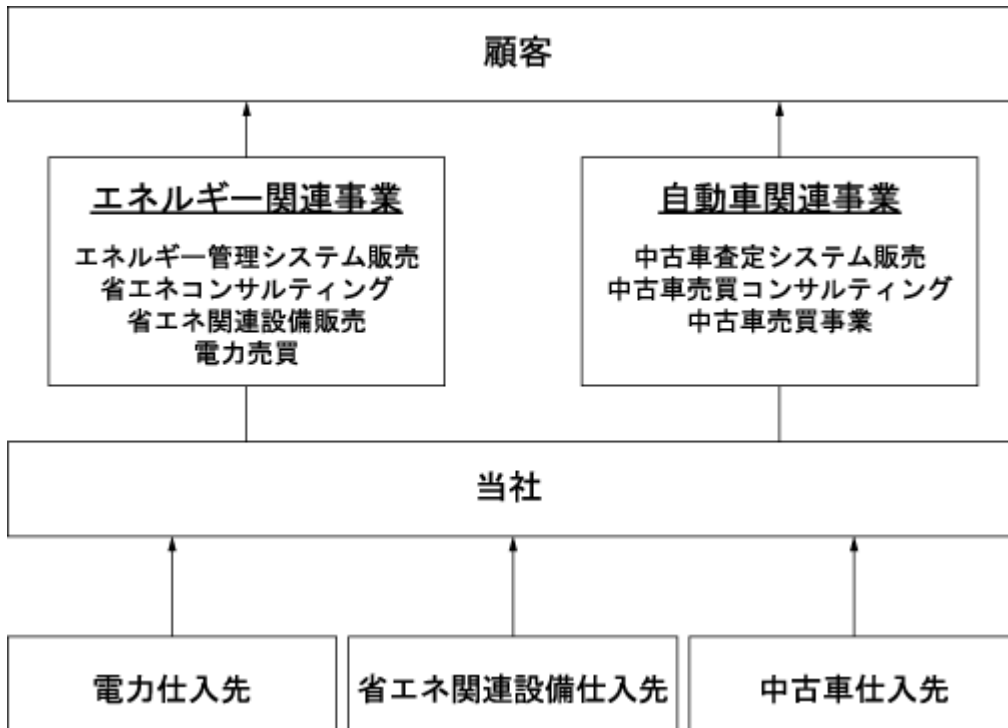 顧客
エネルギー関連事業
エネルギー管理システム販売
省エネコンサルティング
省エネ関連設備販売
電力売買
自動車関連事業
中古車査定システム販売
中古車売買コンサルティング
中古車売買事業
当社
電力仕入先
省エネ関連設備仕入先
中古車仕入先